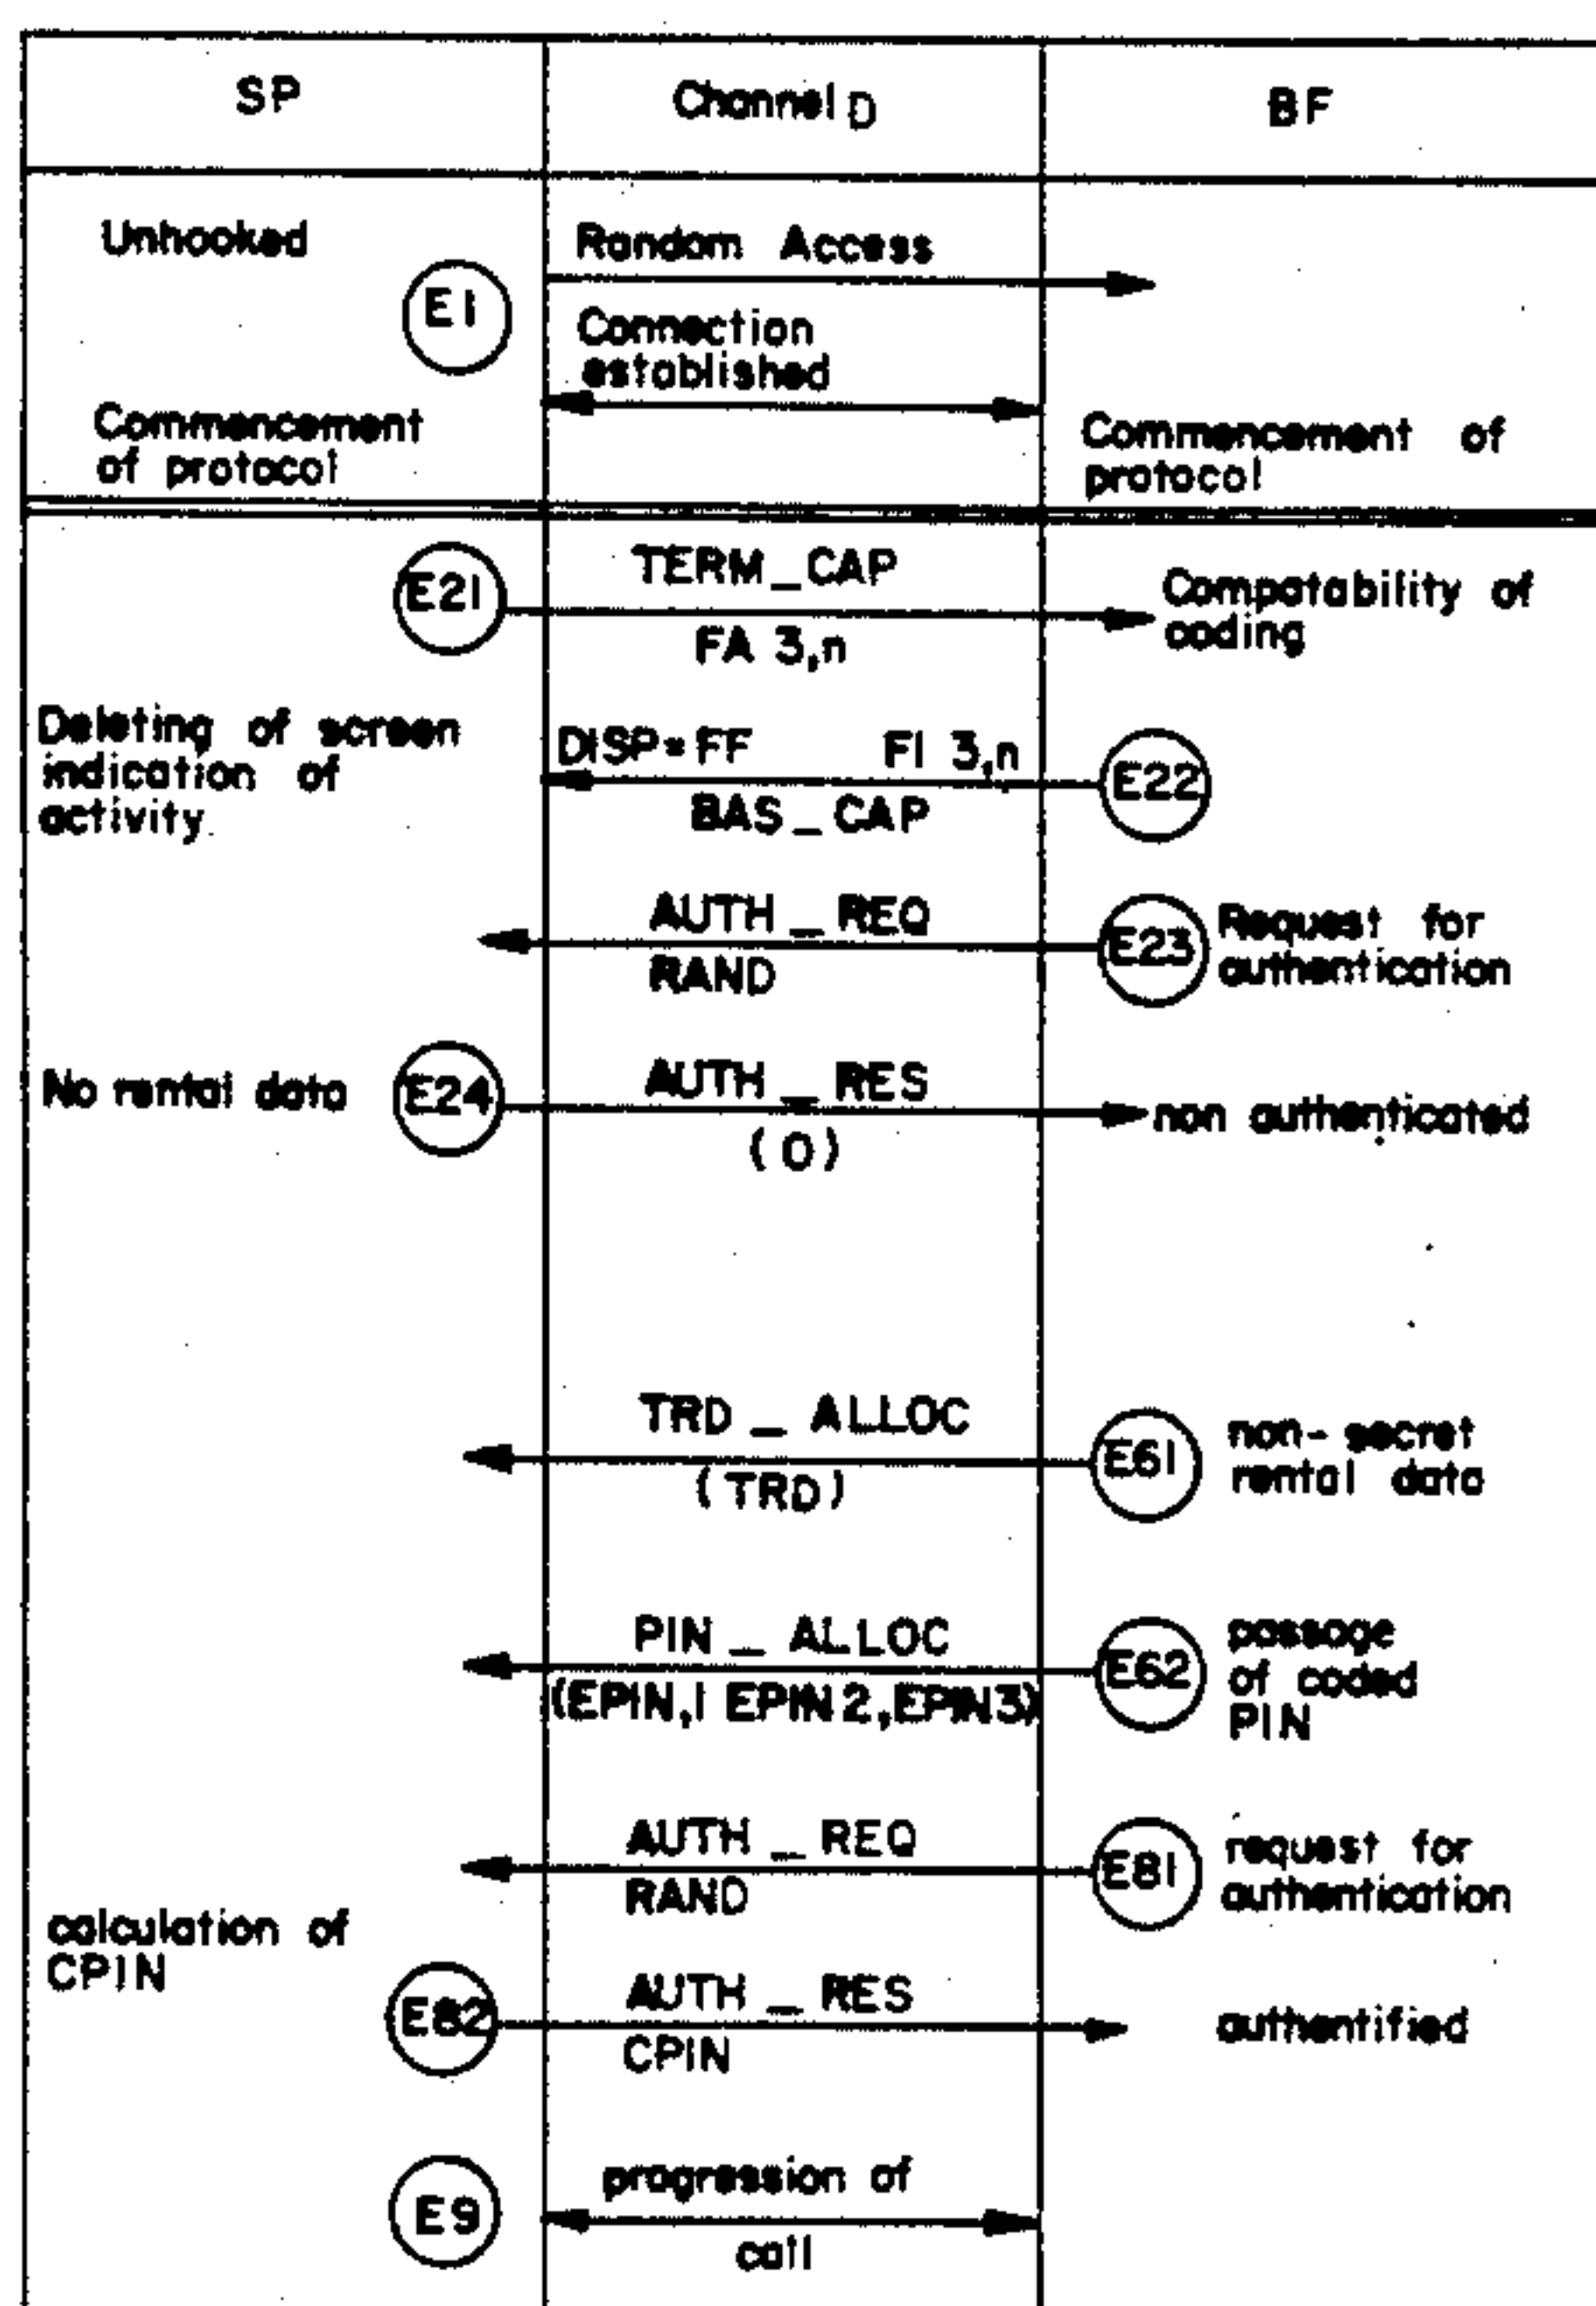 SP
Channel D
BF
Unhooked
Random Access
E1
Connection
established
Commencement
of protocol
Commencement of
protocol
E21
TERM_CAP
FA 3,n
Compatability of
coding
Deleting of screen
indication of
activity
DISP=FF FI 3,n
BAS_CAP
E22
AUTH_REQ
RAND
E23
Request for
authentication
No rental data
E24
AUTH_RES
(0)
non authenticated
TRD_ALLOC
(TRD)
E61
non-secret
rental data
PIN_ALLOC
(EPIN,1 EPIN2,EPIN3)
E62
passage
of coded
PIN
AUTH_REQ
RAND
E81
request for
authentication
calculation of
CPIN
E82
AUTH_RES
CPIN
authentified
E9
progression of
call